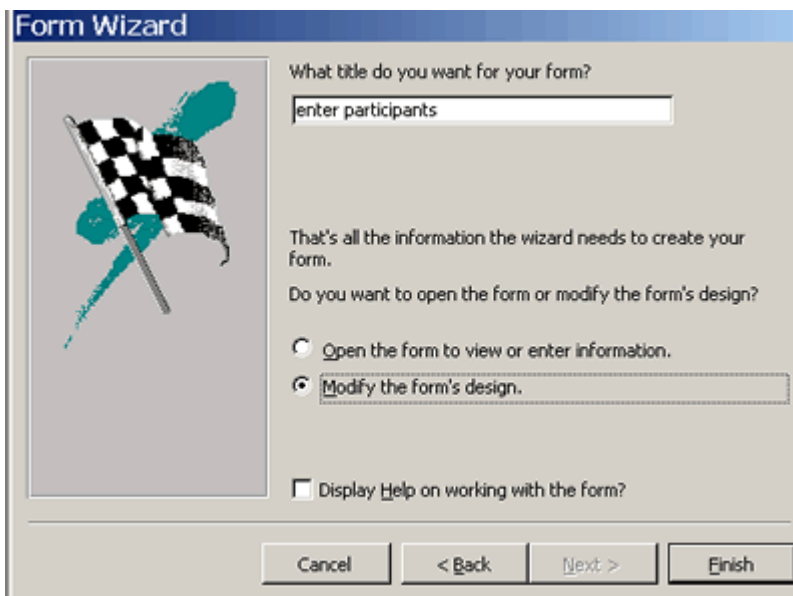 Form Wizard
What title do you want for your form?
enter participants
That's all the information the wizard needs to create your
form.
Do you want to open the form or modify the form's design?
Open the form to view or enter information.
Modify the form's design.
Display Help on working with the form?
Cancel
< Back
Next >
Finish